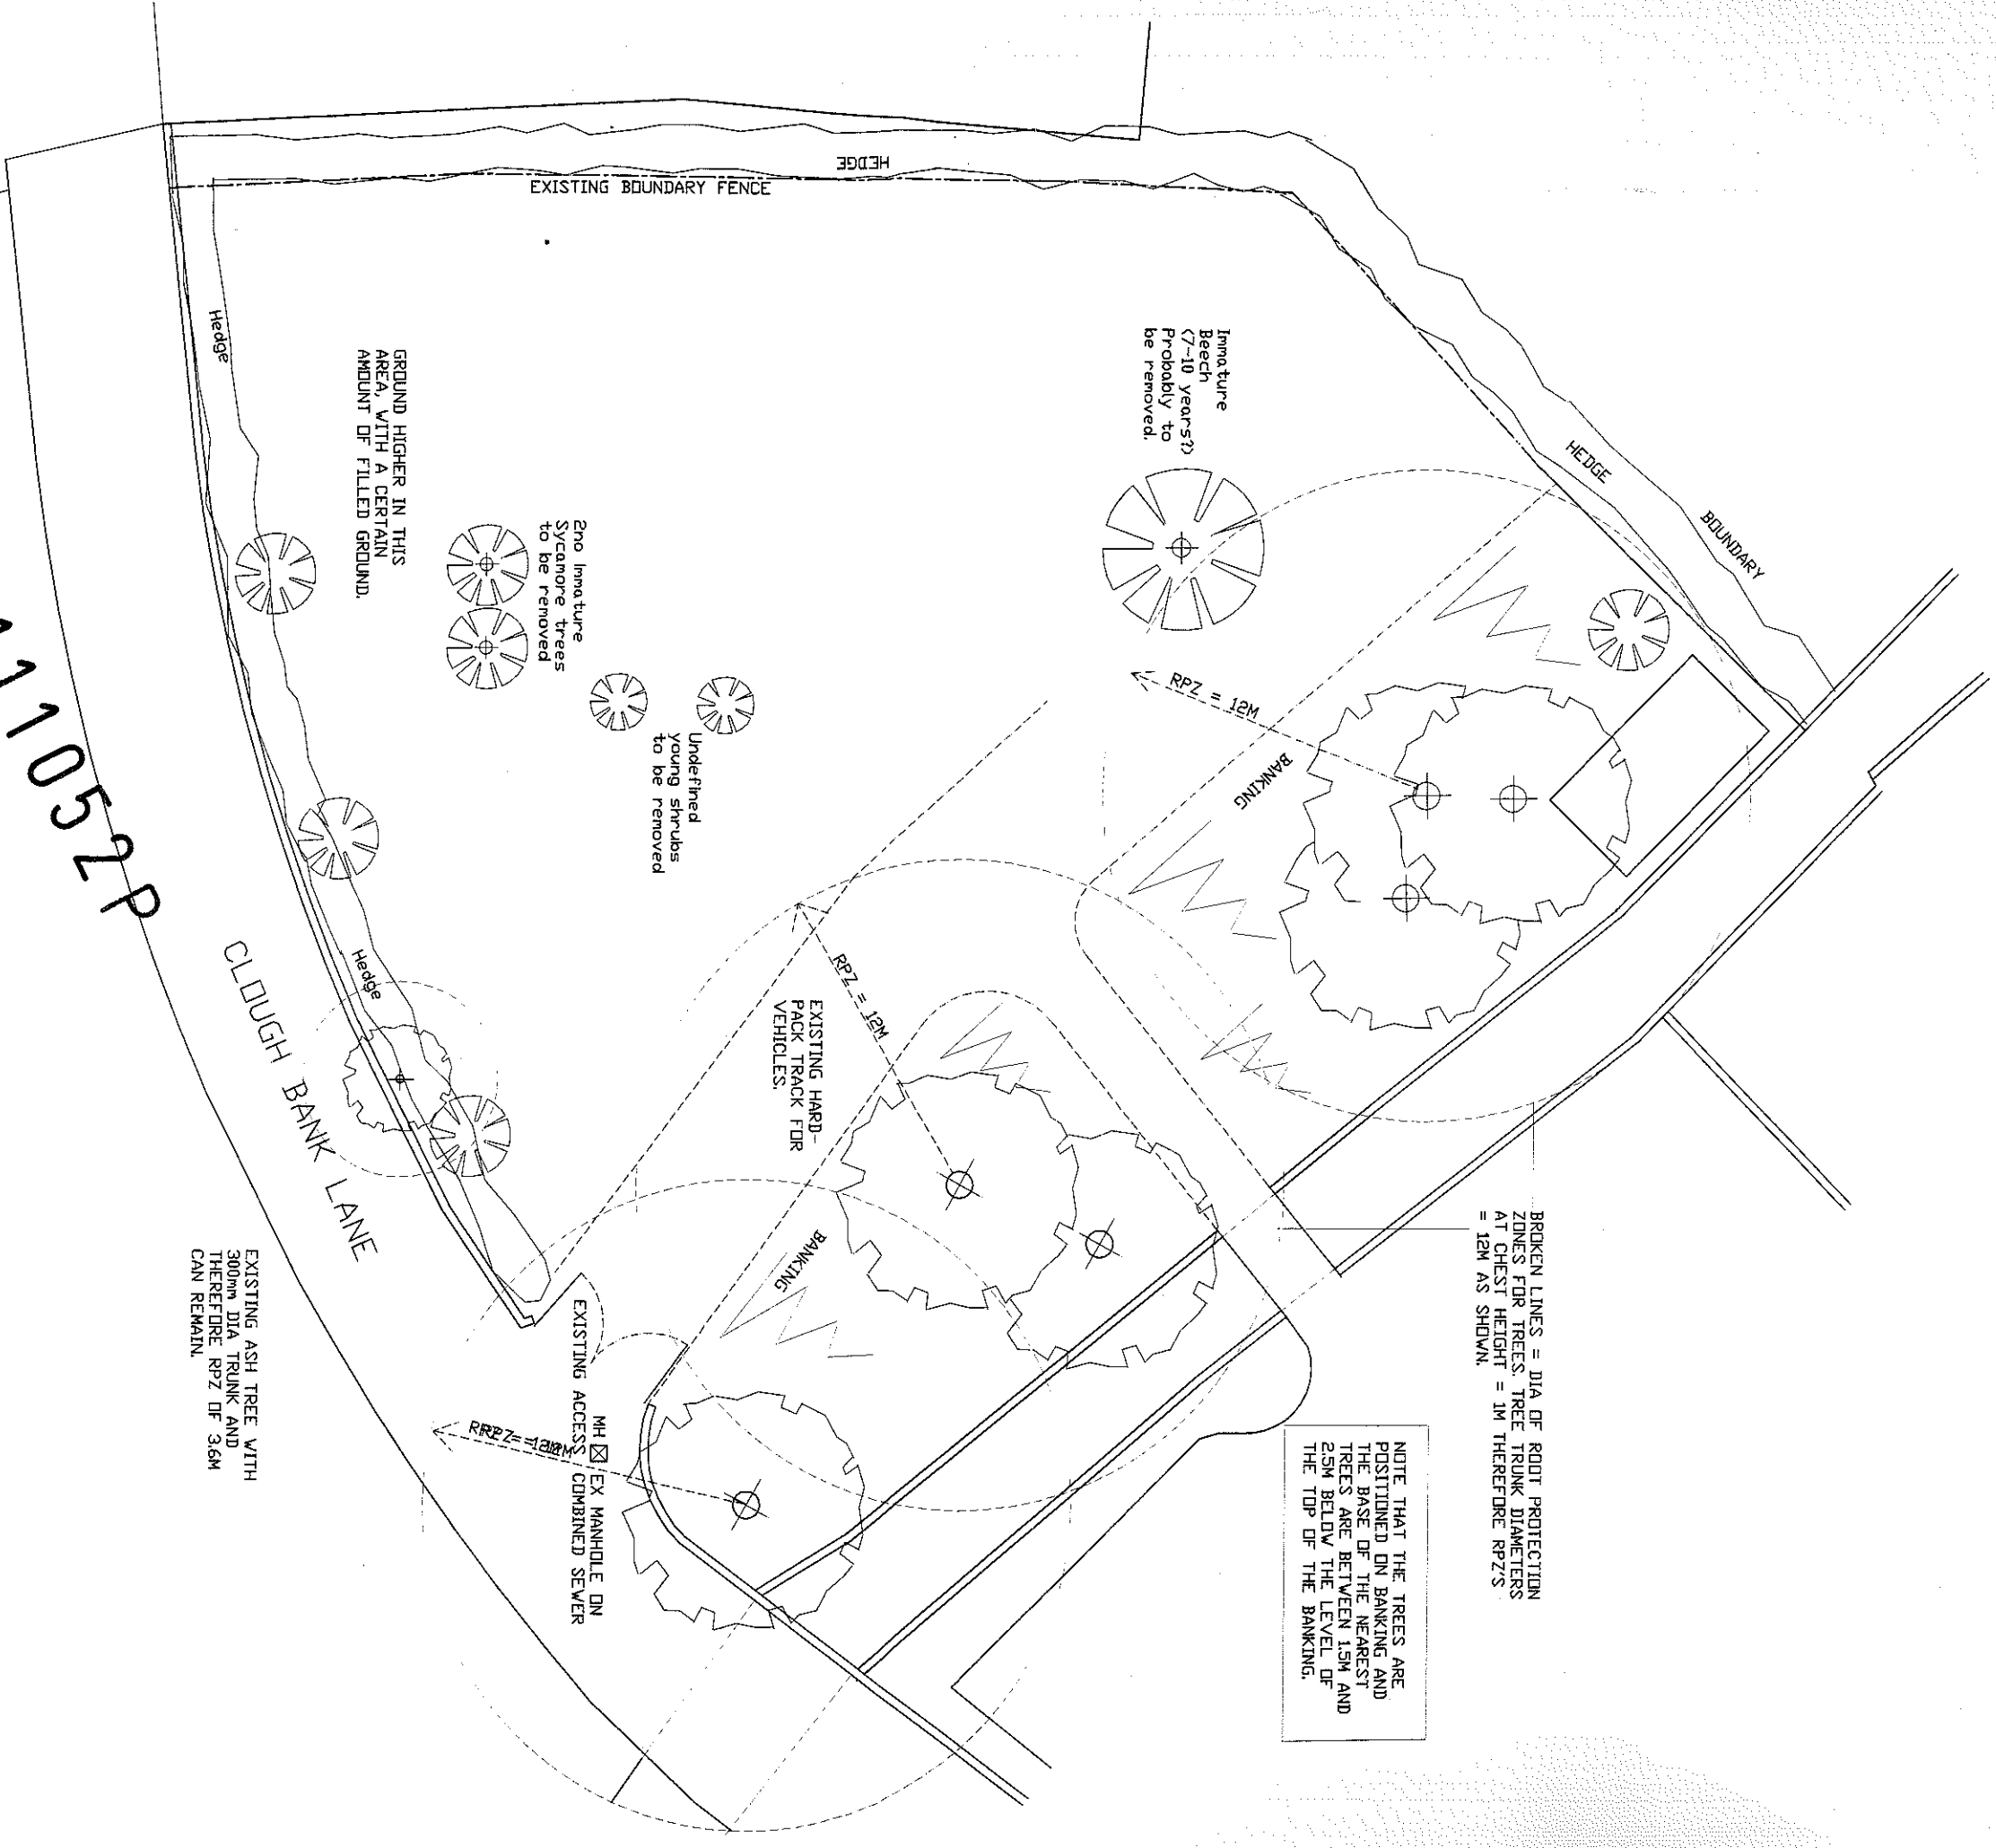 HEDGE
EXISTING BOUNDARY FENCE
HEDGE
BOUNDARY
Immature
Beech
(7-10 years?)
Probably to
be removed.
Hedge
GROUND HIGHER IN THIS
AREA, WITH A CERTAIN
AMOUNT OF FILLED GROUND.
2no Immature
Sycamore trees
to be removed
Undefined
young shrubs
to be removed
RPZ = 12M
BANKING
RPZ = 12M
EXISTING HARD-
PACK TRACK FOR
VEHICLES.
BANKING
Hedge
CLOUGH BANK LANE
EXISTING ASH TREE WITH
300mm DIA TRUNK AND
THEREFORE RPZ OF 3.6M
CAN REMAIN.
EXISTING ACCESS
MH
EX MANHOLE ON
COMBINED SEWER
BROKEN LINES = DIA OF ROOT PROTECTION
ZONES FOR TREES. TREE TRUNK DIAMETERS
AT CHEST HEIGHT = 1M THEREFORE RPZ'S
= 12M AS SHOWN.
NOTE THAT THE TREES ARE
POSITIONED ON BANKING AND
THE BASE OF THE NEAREST
TREES ARE BETWEEN 1.5M AND
2.5M BELOW THE LEVEL OF
THE TOP OF THE BANKING.
11052P